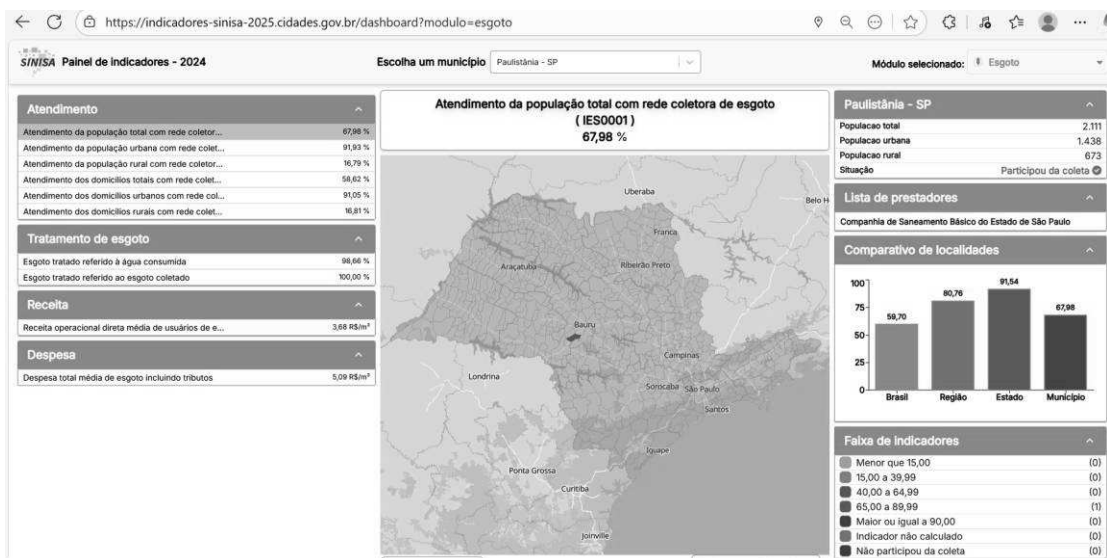 https://indicadores-sinisa-2025.cidades.gov.br/dashboard?modulo=esgoto
SINISA Painel de indicadores - 2024
Escolha um município Paulistânia - SP
Módulo selecionado: Esgoto
Atendimento
Atendimento da população total com rede coletor... 67,98 %
Atendimento da população urbana com rede colet... 91,93 %
Atendimento da população rural com rede coletor... 16,79 %
Atendimento dos domicílios totais com rede colet... 58,62 %
Atendimento dos domicílios urbanos com rede col... 91,05 %
Atendimento dos domicílios rurais com rede colet... 16,81 %
Tratamento de esgoto
Esgoto tratado referido à água consumida 98,66 %
Esgoto tratado referido ao esgoto coletado 100,00 %
Receita
Receita operacional direta média de usuários de e... 3,68 R$/m³
Despesa
Despesa total média de esgoto incluindo tributos 5,09 R$/m³
Atendimento da população total com rede coletora de esgoto
( IES0001 )
67,98 %
Uberaba
Belo H
Franca
Araçatuba
Ribeirão Preto
Bauru
Campinas
Londrina
Sorocaba
São Paulo
Santos
Iguape
Ponta Grossa
Curitiba
Joinville
Paulistânia - SP
Populacao total 2.111
Populacao urbana 1.438
Populacao rural 673
Situação Participou da coleta
Lista de prestadores
Companhia de Saneamento Básico do Estado de São Paulo
Comparativo de localidades
100
75
50
25
0
59,70
80,76
91,54
67,98
Brasil Região Estado Município
Faixa de indicadores
Menor que 15,00 (0)
15,00 a 39,99 (0)
40,00 a 64,99 (0)
65,00 a 89,99 (1)
Maior ou igual a 90,00 (0)
Indicador não calculado (0)
Não participou da coleta (0)